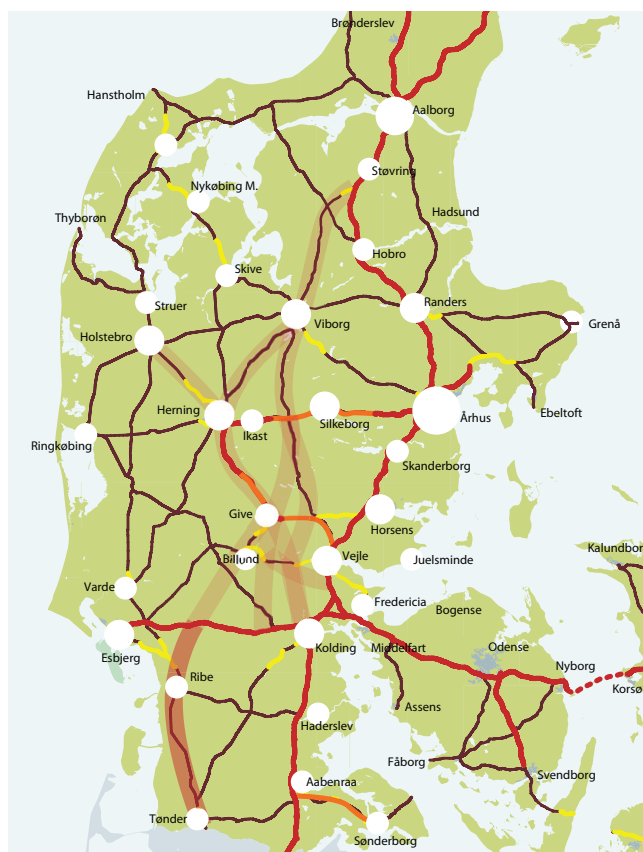 Brønderslev
Hanstholm
Aalborg
Støvring
Nykøbing M.
Thyborøn
Hadsund
Hobro
Skive
Struer
Randers
Viborg
Grenå
Holstebro
Herning
Ebeltoft
Århus
Ikast
Silkeborg
Ringkøbing
Skanderborg
Give
Horsens
Kalundbor
Billund
Vejle
Juelsminde
Varde
Fredericia
Bogense
Esbjerg
Kolding
Middelfart
Odense
Nyborg
Ribe
Korsø
Assens
Haderslev
Fåborg
Aabenraa
Svendborg
Tønder
Sønderborg